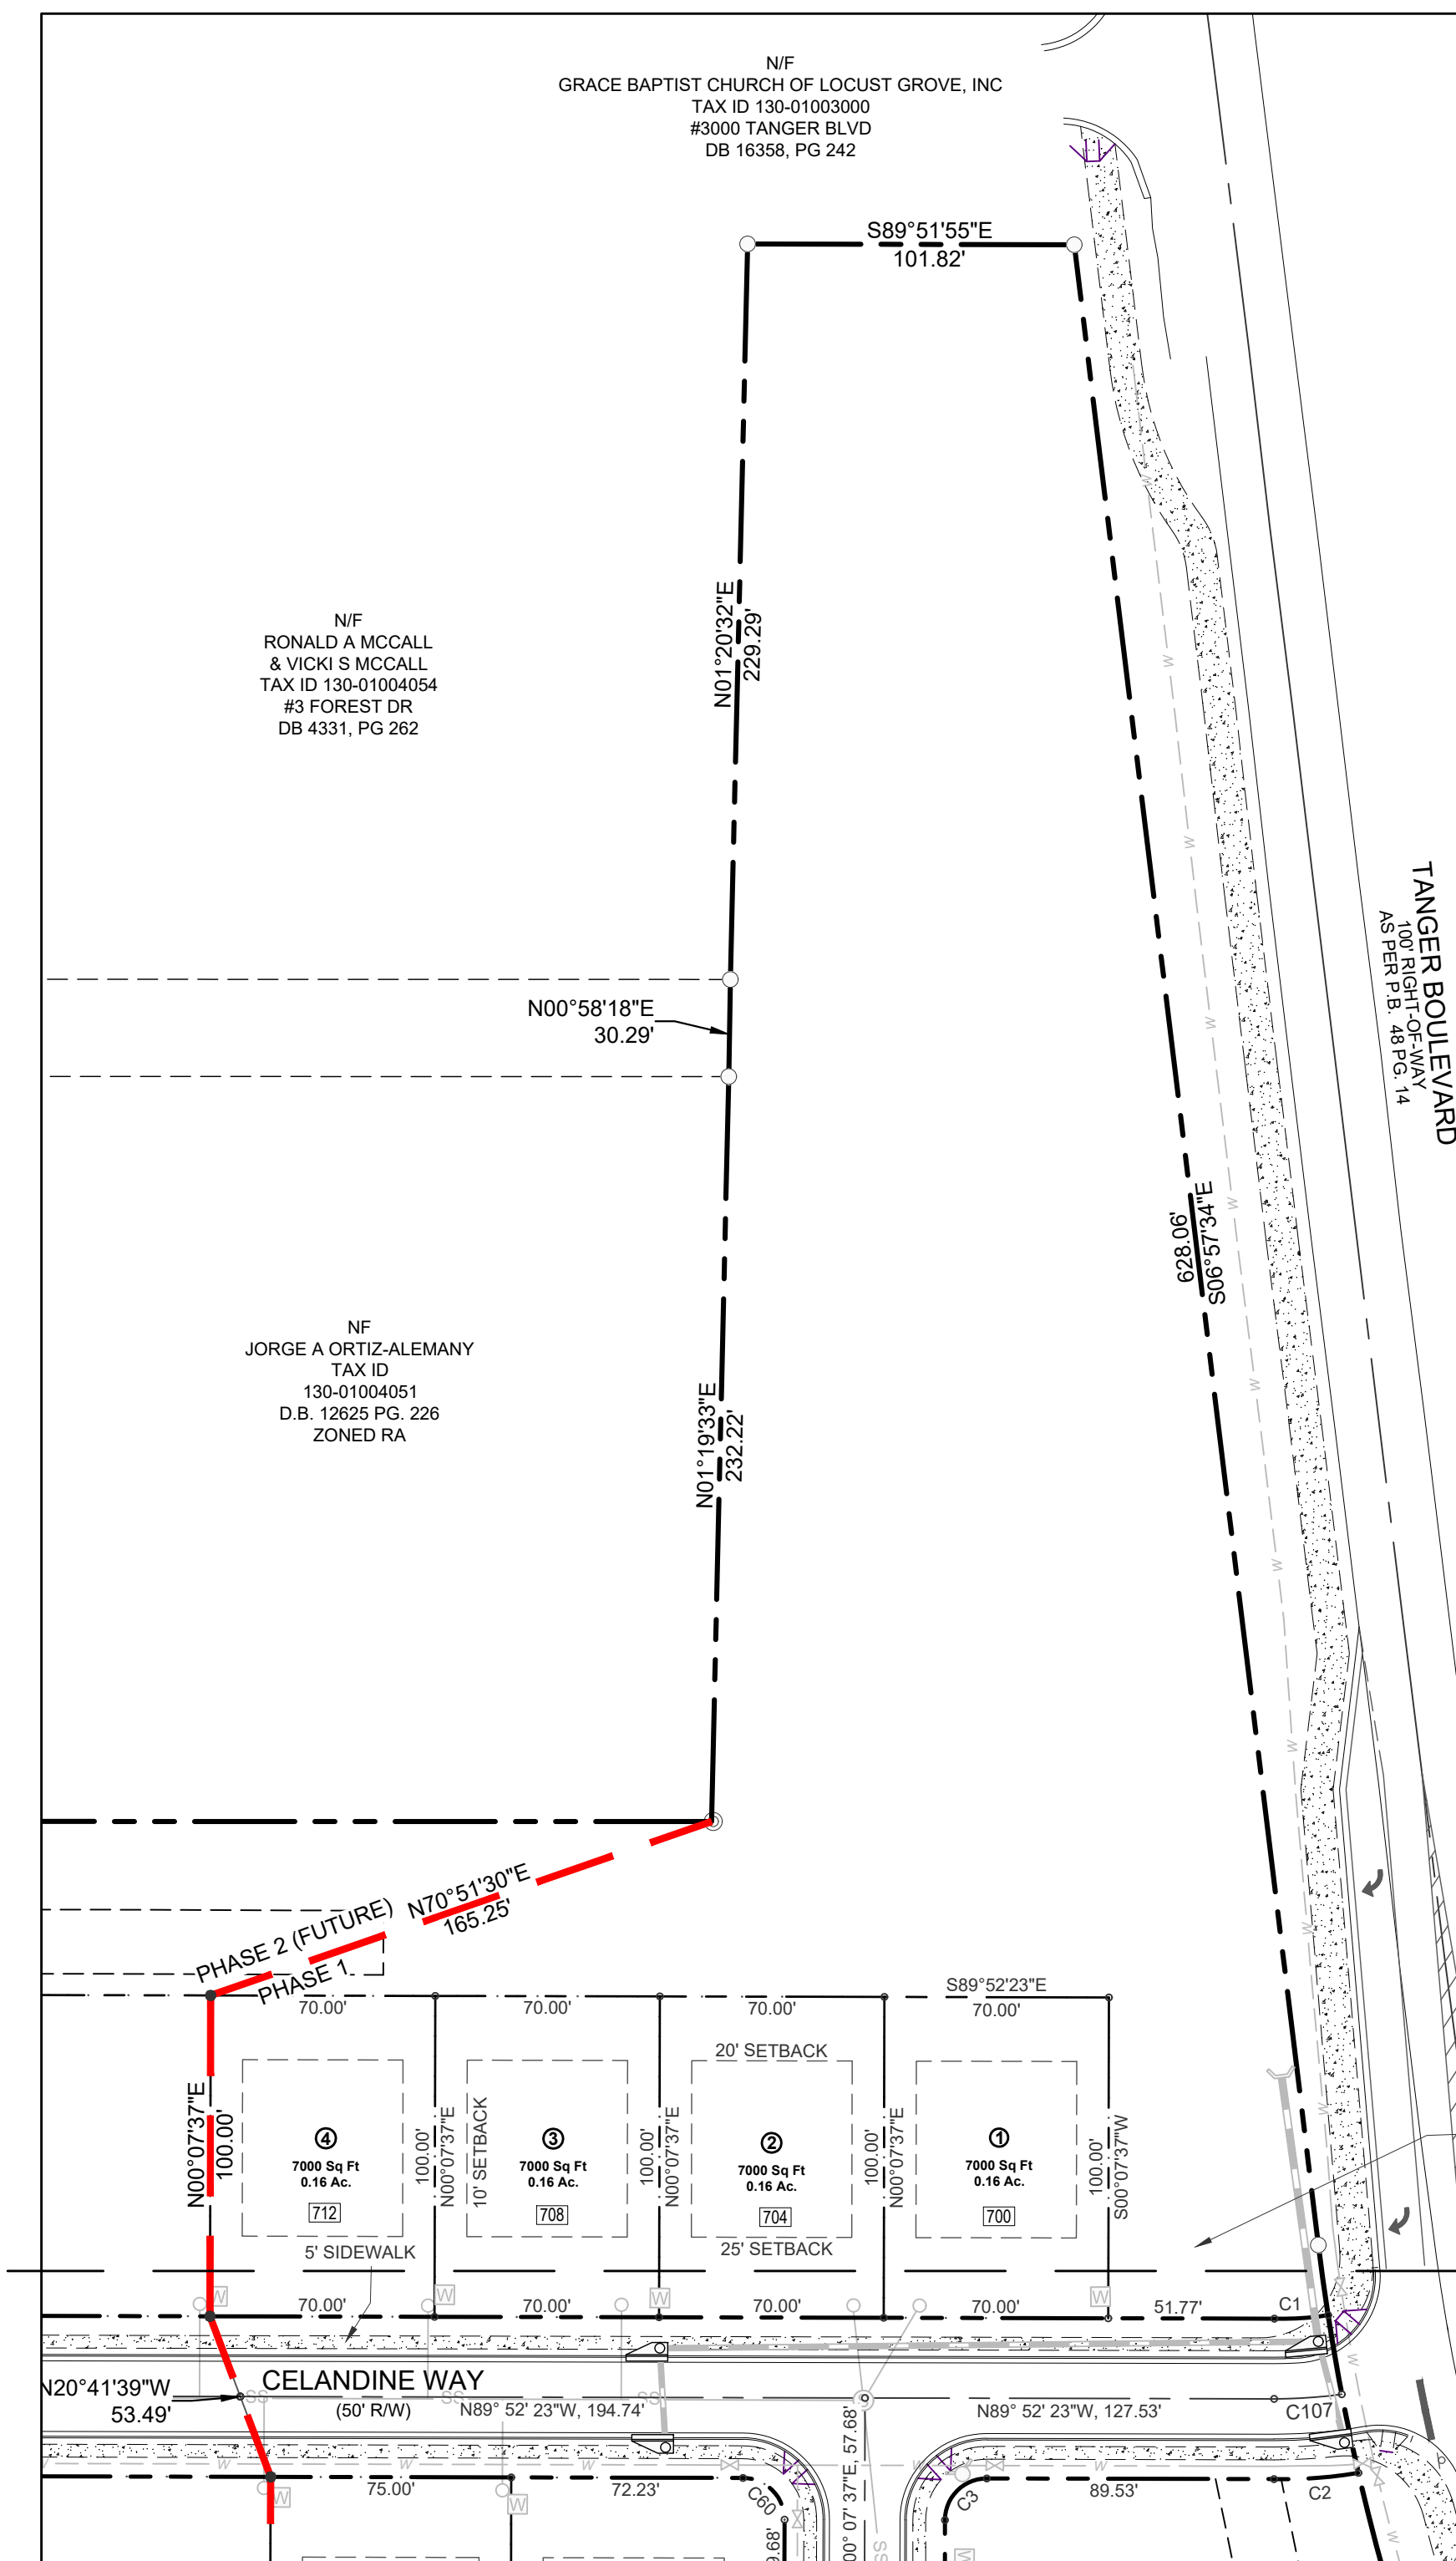 N/F
GRACE BAPTIST CHURCH OF LOCUST GROVE, INC
TAX ID 130-01003000
#3000 TANGER BLVD
DB 16358, PG 242
S89°51'55"E
101.82'
N/F
RONALD A MCCALL
& VICKI S MCCALL
TAX ID 130-01004054
#3 FOREST DR
DB 4331, PG 262
N01°20'32"E
229.29'
TANGER BOULEVARD
100' RIGHT-OF-WAY
AS PER P.B. 48 PG. 14
N00°58'18"E
30.29'
628.06'
S06°57'34"E
NF
JORGE A ORTIZ-ALEMANY
TAX ID
130-01004051
D.B. 12625 PG. 226
ZONED RA
N01°19'33"E
232.22'
N70°51'30"E
165.25'
PHASE 2 (FUTURE)
PHASE 1
S89°52'23"E
70.00'
70.00'
70.00'
70.00'
20' SETBACK
N00°07'37"E
100.00'
4
7000 Sq Ft
0.16 Ac.
712
100.00'
N00°07'37"E
10' SETBACK
3
7000 Sq Ft
0.16 Ac.
708
100.00'
N00°07'37"E
2
7000 Sq Ft
0.16 Ac.
704
100.00'
N00°07'37"E
1
7000 Sq Ft
0.16 Ac.
700
100.00'
S00°07'37"W
5' SIDEWALK
25' SETBACK
W
W
W
W
70.00'
70.00'
70.00'
70.00'
51.77'
C1
CELANDINE WAY
N20°41'39"W
53.49'
(50' R/W)
SS
SS
SS
N89° 52' 23"W, 194.74'
N89° 52' 23"W, 127.53'
C107
00° 07' 37"E, 57.68'
75.00'
72.23'
C60
C3
89.53'
C2
W
W
W
9.68'
SS